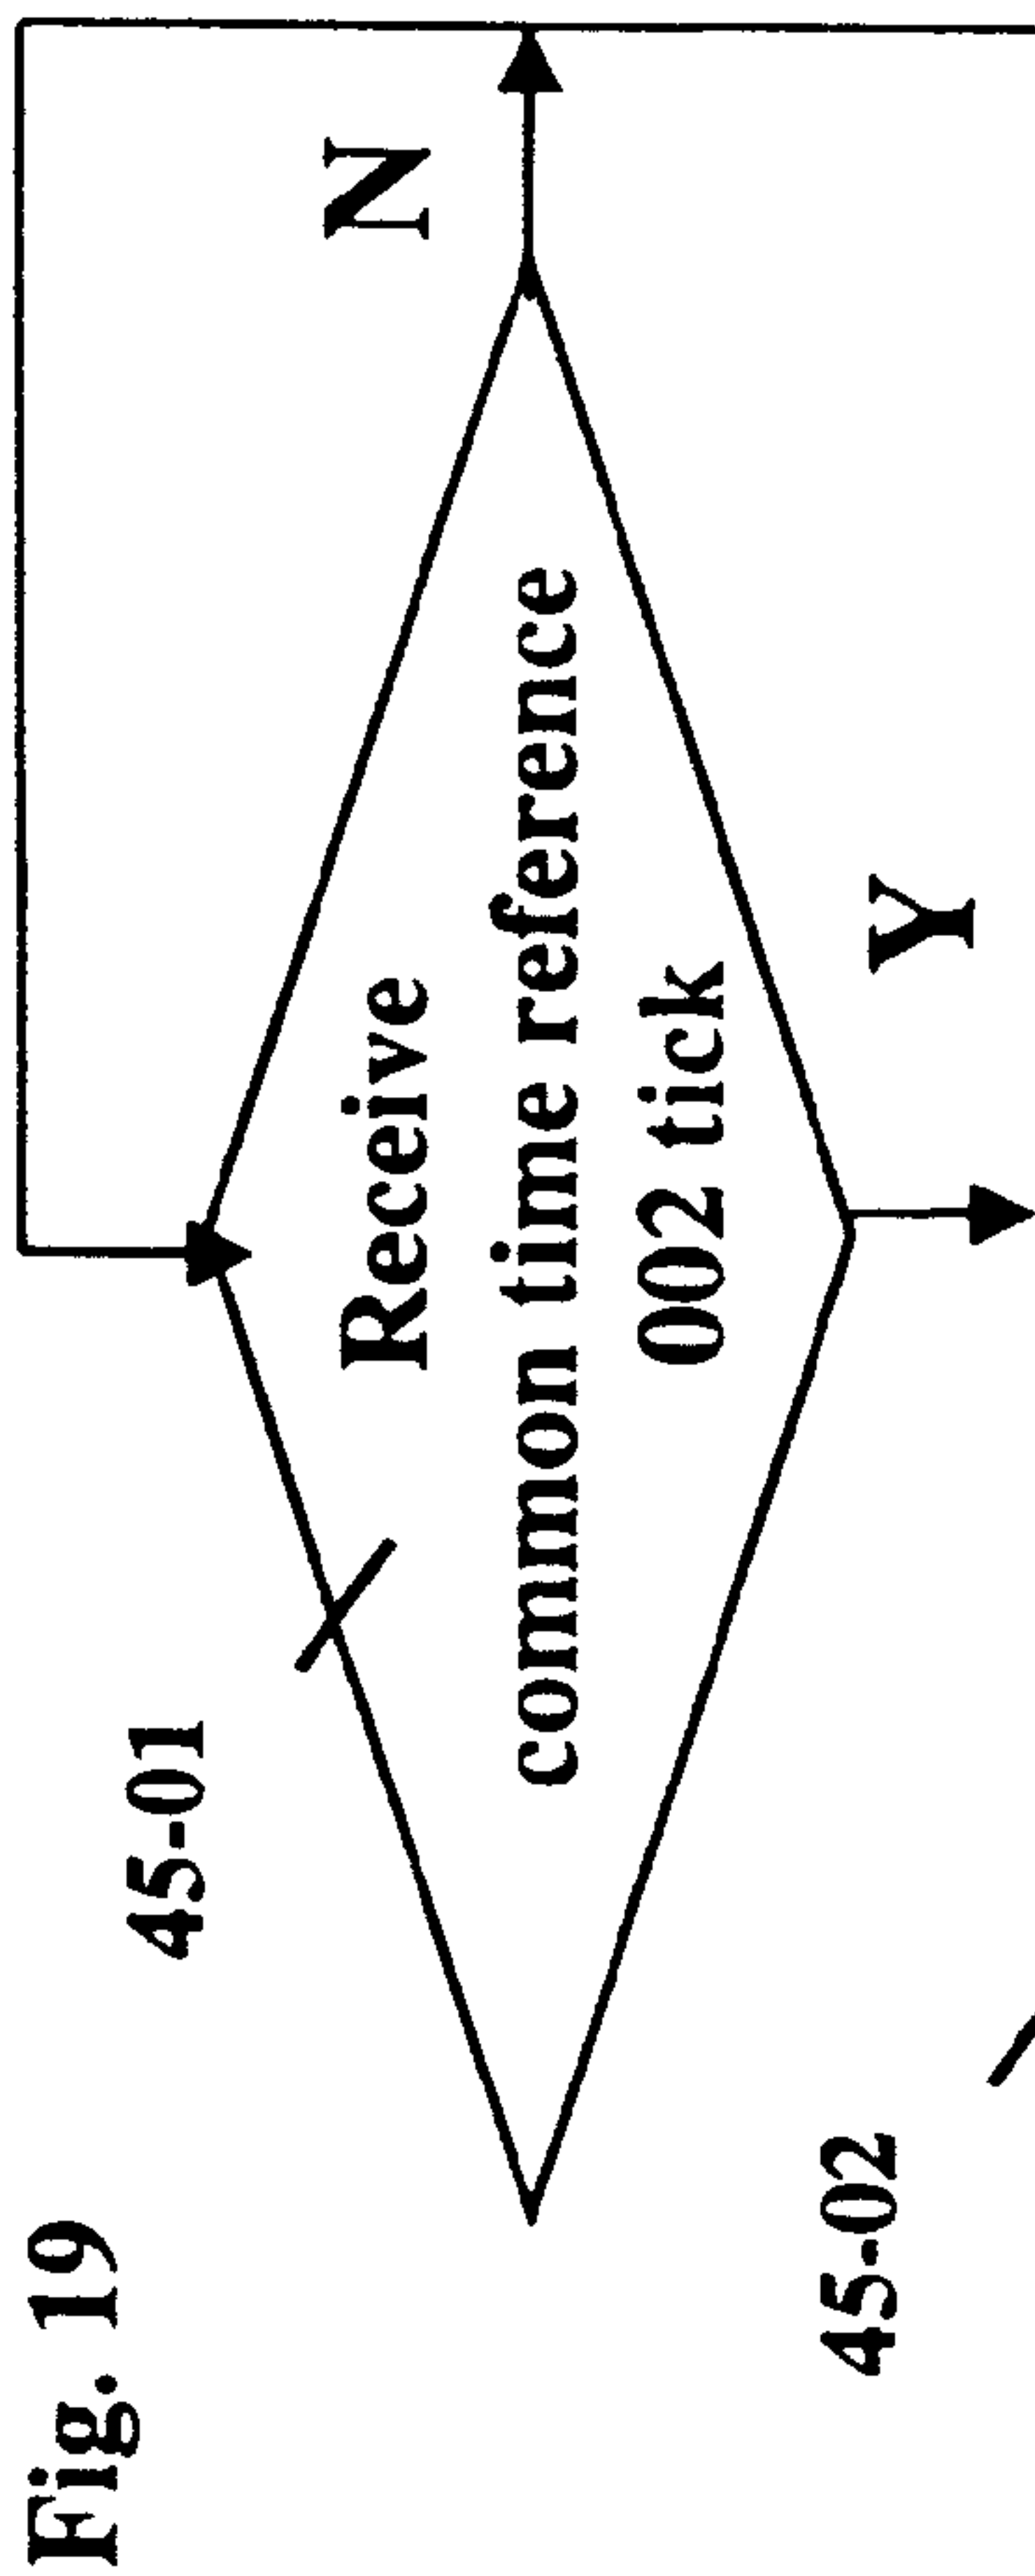 Fig. 19
45-01
N
Receive
common time reference
002 tick
Y
45-02